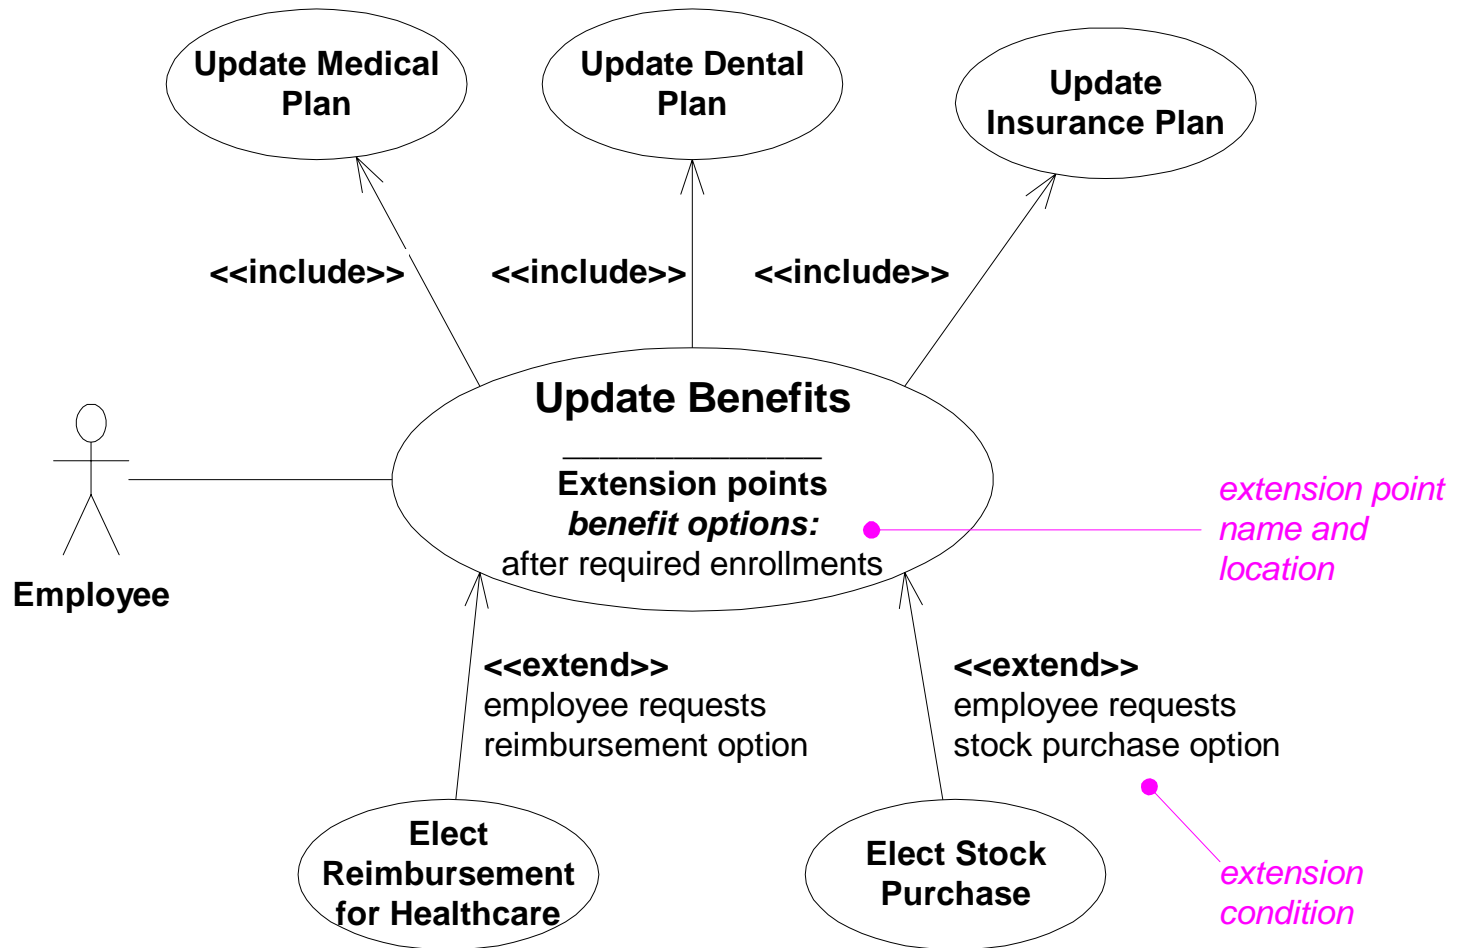 Update Medical
Plan
Update Dental
Plan
Update
Insurance Plan
<<include>>
<<include>>
<<include>>
Update Benefits
Extension points
benefit options:
after required enrollments
extension point
name and
location
Employee
<<extend>>
employee requests
reimbursement option
<<extend>>
employee requests
stock purchase option
Elect
Reimbursement
for Healthcare
Elect Stock
Purchase
extension
condition